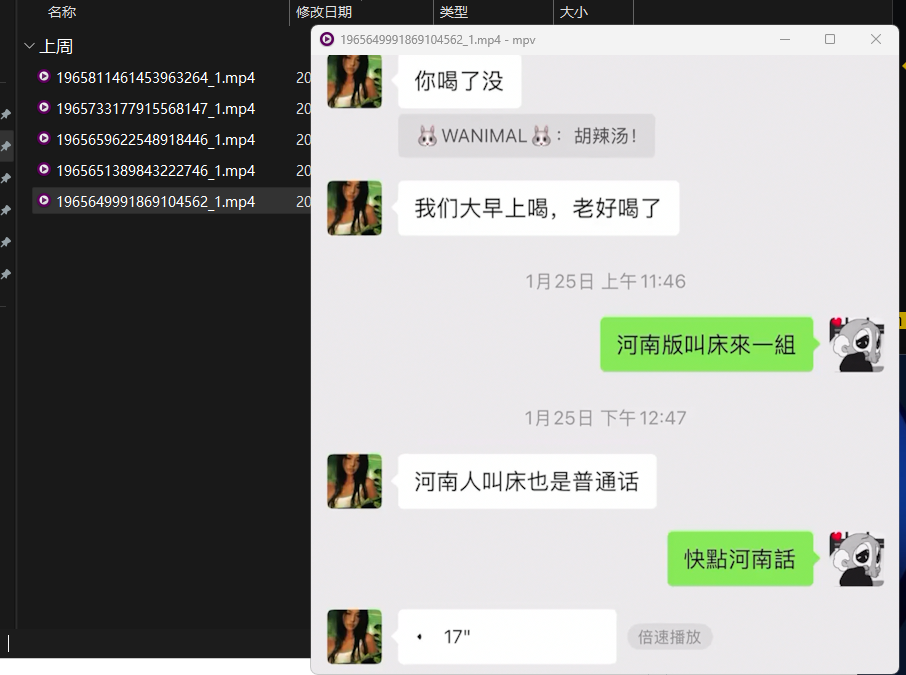 名称
修改日期
类型
大小
上周
1965811461453963264_1.mp4
20
1965733177915568147_1.mp4
20
1965659622548918446_1.mp4
20
1965651389843222746_1.mp4
20
1965649991869104562_1.mp4
20
1965649991869104562_1.mp4 - mpv
你喝了没
🐰WANIMAL🐰：胡辣汤！
我们大早上喝，老好喝了
1月25日 上午11:46
河南版叫床來一組
1月25日 下午12:47
河南人叫床也是普通话
快點河南話
17"
倍速播放